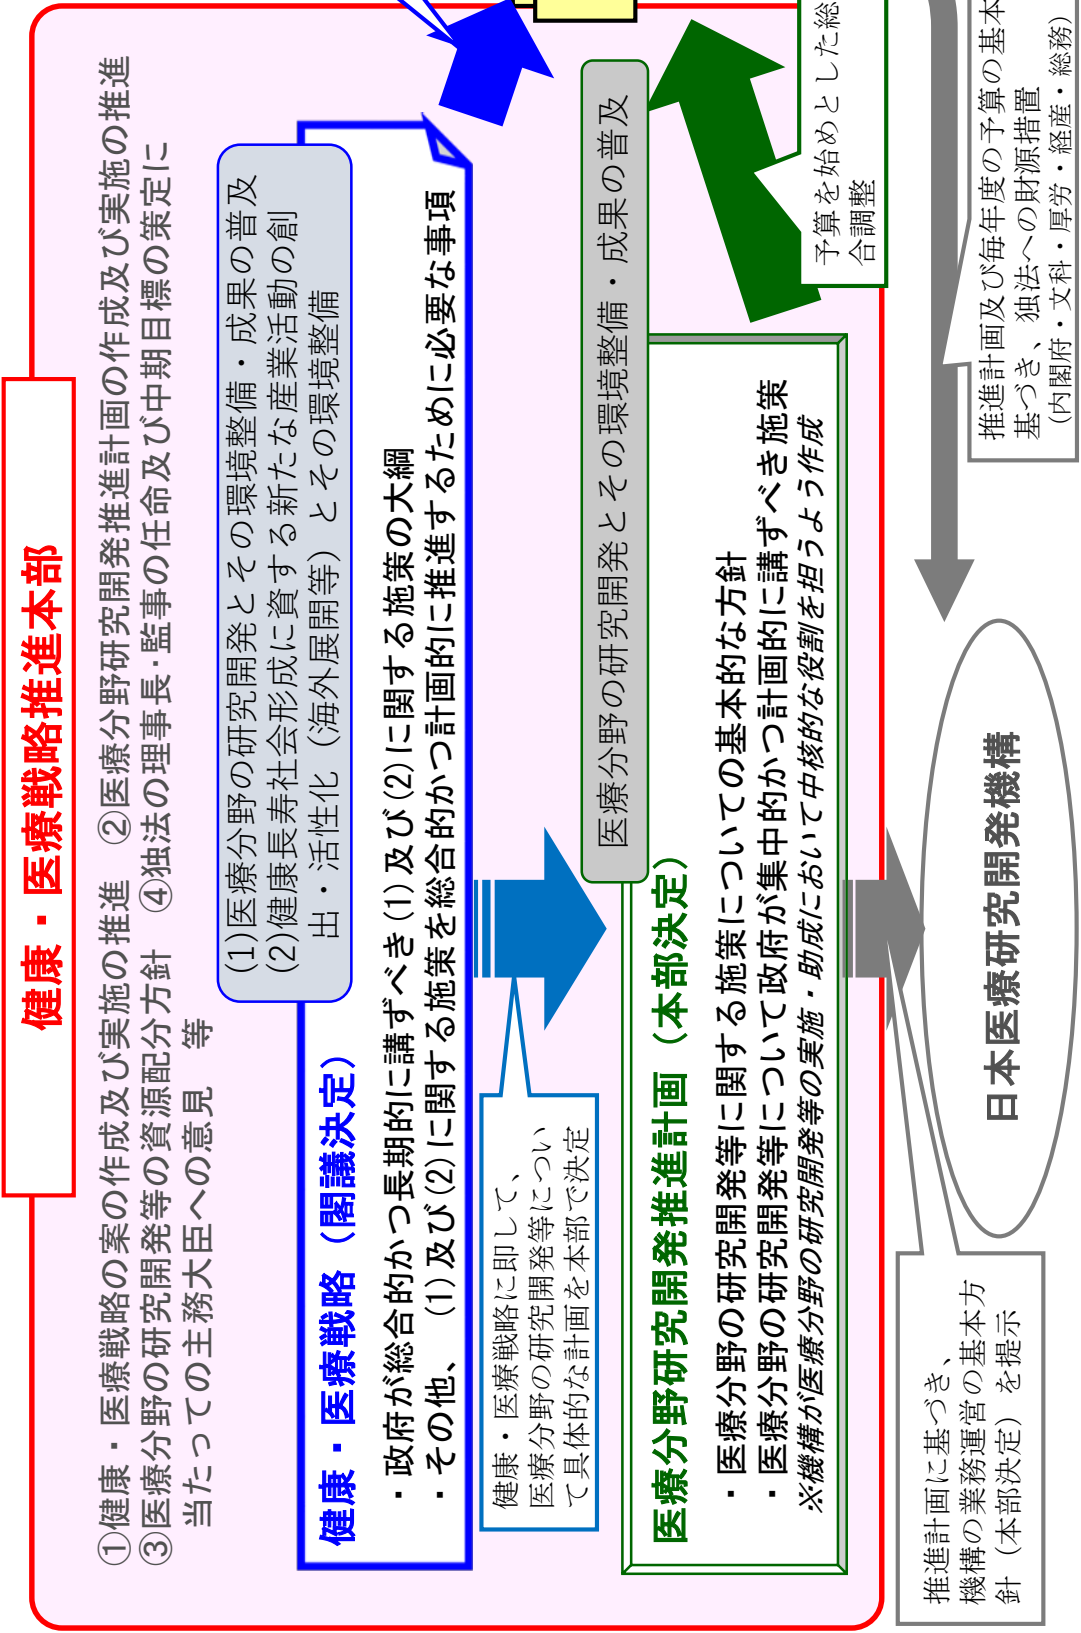 健康・医療戦略推進本部
①健康・医療戦略の案の作成及び実施の推進　②医療分野研究開発推進計画の作成及び実施の推進
③医療分野の研究開発等の資源配分方針　④独法の理事長・監事の任命及び中期目標の策定に
当たっての主務大臣への意見　等
(1)医療分野の研究開発とその環境整備・成果の普及
(2)健康長寿社会形成に資する新たな産業活動の創
出・活性化（海外展開等）とその環境整備
健康・医療戦略（閣議決定）
・政府が総合的かつ長期的に講ずべき(1)及び(2)に関する施策の大綱
・その他、(1)及び(2)に関する施策を総合的かつ計画的に推進するために必要な事項
健康・医療戦略に即して、
医療分野の研究開発等につい
て具体的な計画を本部で決定
医療分野の研究開発とその環境整備・成果の普及
医療分野研究開発推進計画（本部決定）
・医療分野の研究開発等に関する施策についての基本的な方針
・医療分野の研究開発等について政府が集中的かつ計画的に講ずべき施策
※機構が医療分野の研究開発等の実施・助成において中核的な役割を担うよう作成
予算を始めとした総
合調整
推進計画に基づき、
機構の業務運営の基本方
針（本部決定）を提示
日本医療研究開発機構
推進計画及び毎年度の予算の基本
基づき、独法への財源措置
(内閣府・文科・厚労・経産・総務)